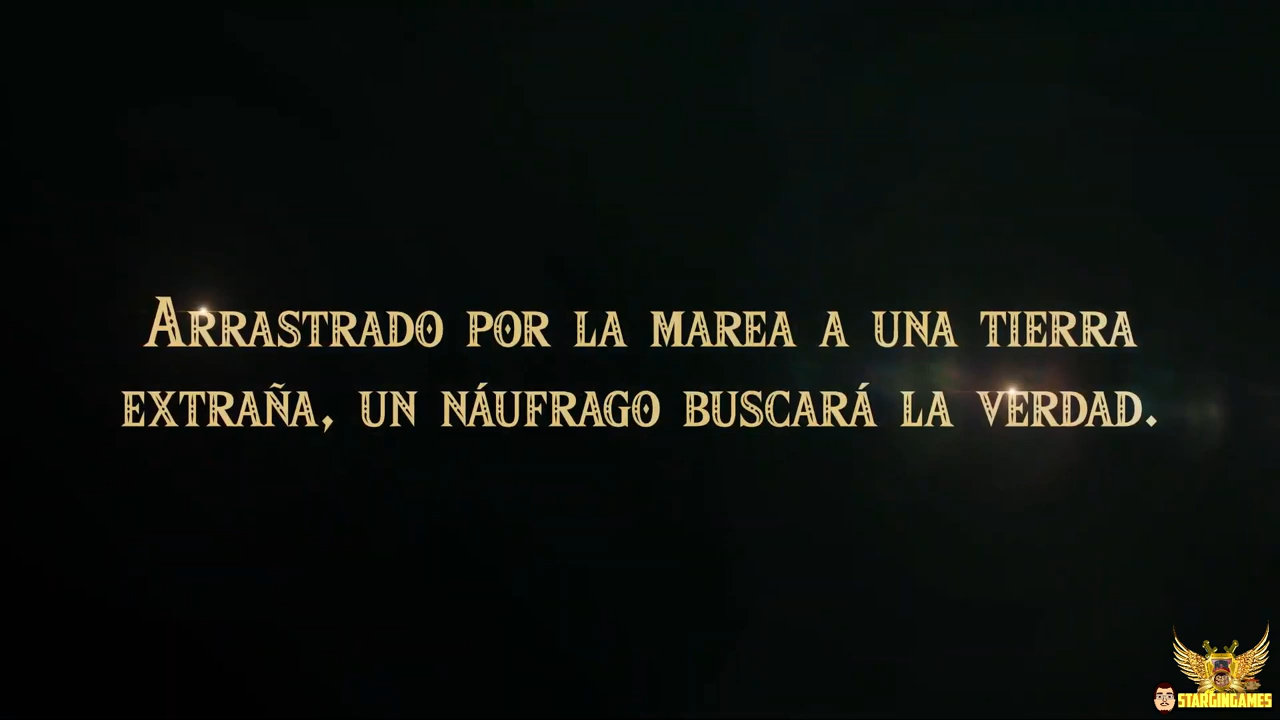 Arrastrado por la marea a una tierra
extraña, un náufrago buscará la verdad.
STARGINGAMES